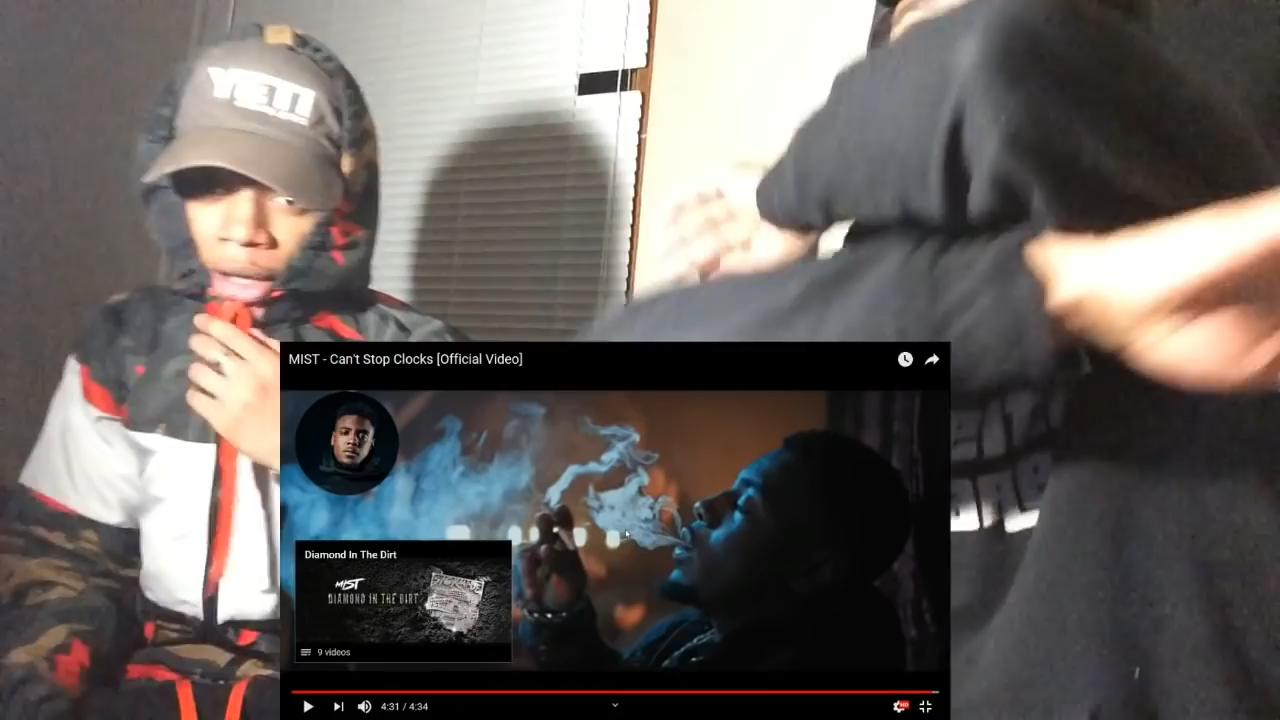 YETI
MIST - Can't Stop Clocks [Official Video]
Diamond In The Dirt
MIST
DIAMOND IN THE DIRT
9 videos
4:31 / 4:34
HD